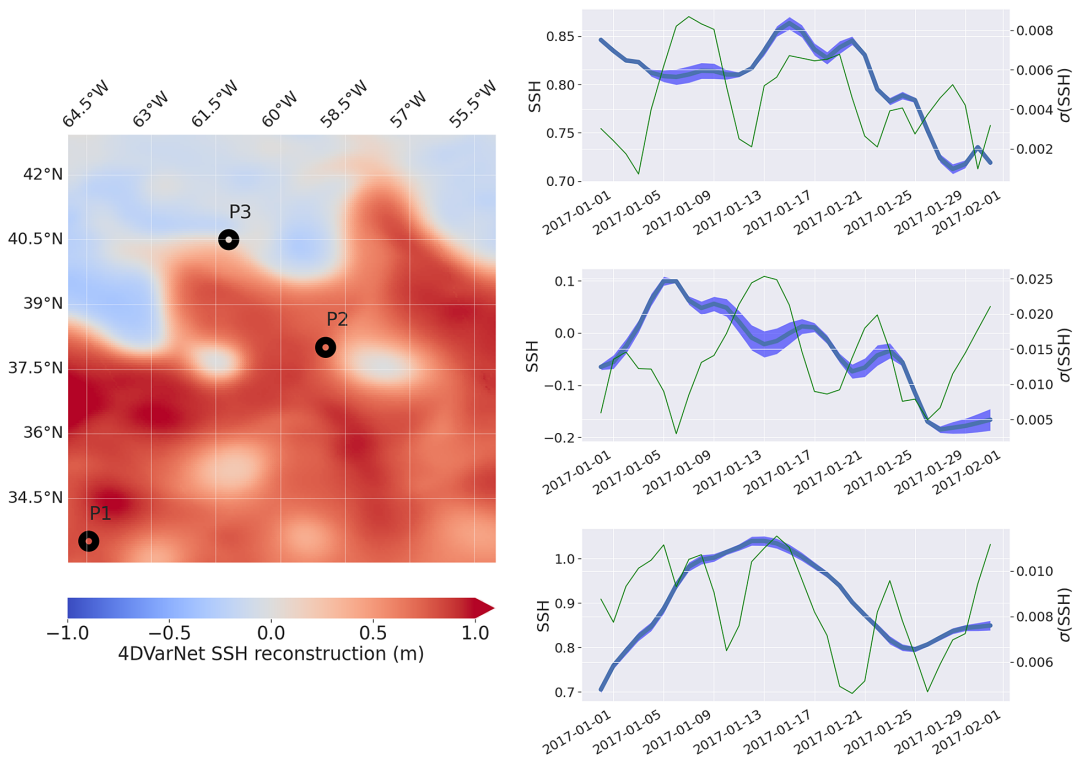 64.5°W 63°W 61.5°W 60°W 58.5°W 57°W 55.5°W
42°N
40.5°N
39°N
37.5°N
36°N
34.5°N
P3
P2
P1
−1.0 −0.5 0.0 0.5 1.0
4DVarNet SSH reconstruction (m)
0.85
0.80
0.75
0.70
SSH
0.008
0.006
0.004
0.002
σ(SSH)
2017-01-01 2017-01-05 2017-01-09 2017-01-13 2017-01-17 2017-01-21 2017-01-25 2017-01-29 2017-02-01
0.1
0.0
−0.1
−0.2
SSH
0.025
0.020
0.015
0.010
0.005
σ(SSH)
2017-01-01 2017-01-05 2017-01-09 2017-01-13 2017-01-17 2017-01-21 2017-01-25 2017-01-29 2017-02-01
1.0
0.9
0.8
0.7
SSH
0.010
0.008
0.006
σ(SSH)
2017-01-01 2017-01-05 2017-01-09 2017-01-13 2017-01-17 2017-01-21 2017-01-25 2017-01-29 2017-02-01